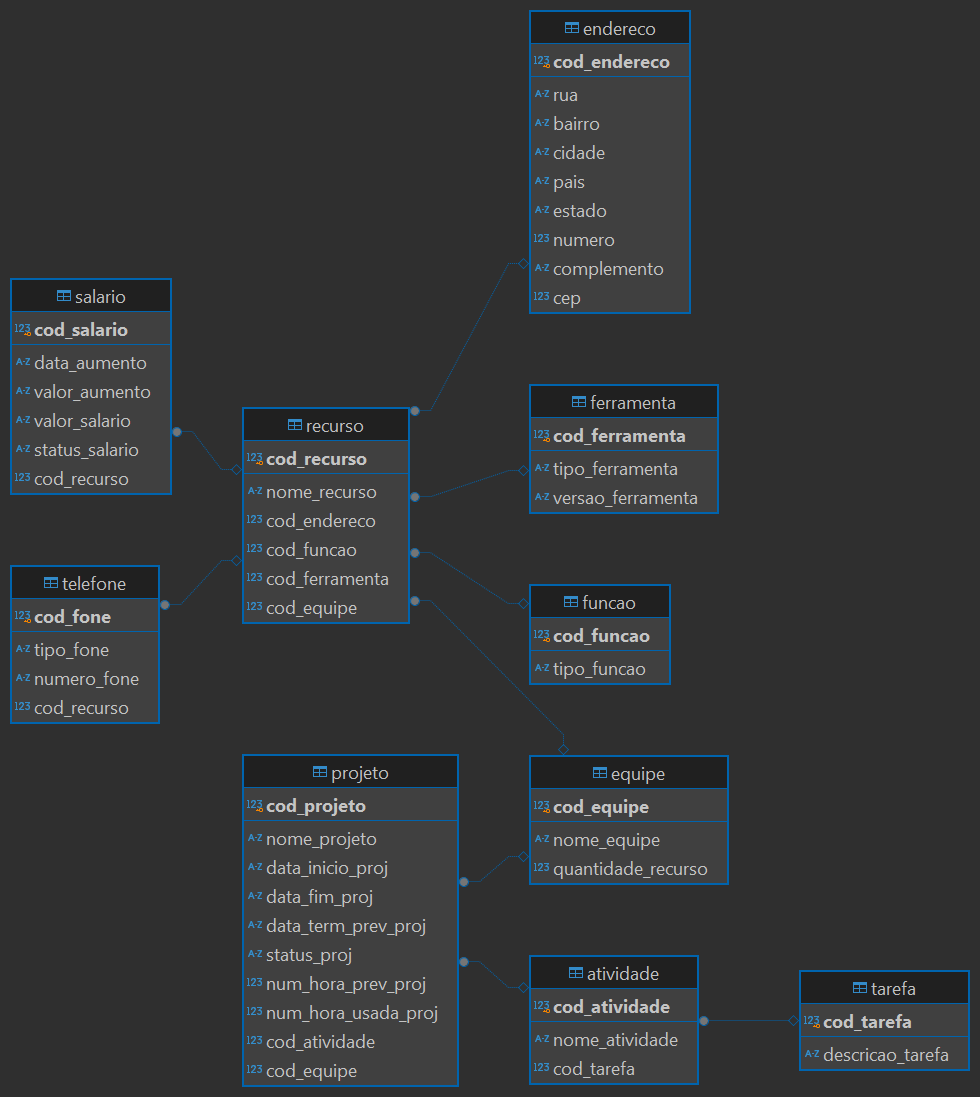 endereco
123 cod_endereco
A-Z rua
A-Z bairro
A-Z cidade
A-Z pais
A-Z estado
123 numero
A-Z complemento
123 cep
salario
123 cod_salario
A-Z data_aumento
A-Z valor_aumento
A-Z valor_salario
A-Z status_salario
123 cod_recurso
recurso
123 cod_recurso
A-Z nome_recurso
123 cod_endereco
123 cod_funcao
123 cod_ferramenta
123 cod_equipe
ferramenta
123 cod_ferramenta
A-Z tipo_ferramenta
A-Z versao_ferramenta
telefone
123 cod_fone
A-Z tipo_fone
A-Z numero_fone
123 cod_recurso
funcao
123 cod_funcao
A-Z tipo_funcao
projeto
123 cod_projeto
A-Z nome_projeto
A-Z data_inicio_proj
A-Z data_fim_proj
A-Z data_term_prev_proj
A-Z status_proj
123 num_hora_prev_proj
123 num_hora_usada_proj
123 cod_atividade
123 cod_equipe
equipe
123 cod_equipe
A-Z nome_equipe
123 quantidade_recurso
atividade
123 cod_atividade
A-Z nome_atividade
123 cod_tarefa
tarefa
123 cod_tarefa
A-Z descricao_tarefa